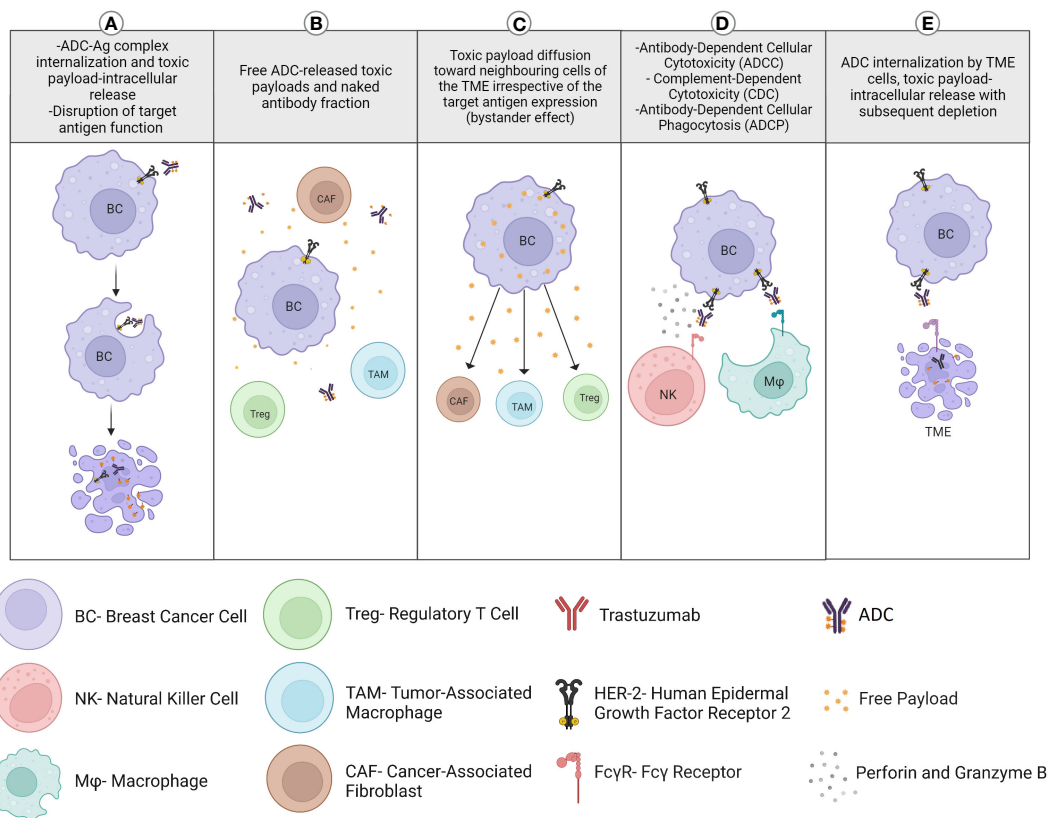 A
B
C
D
E
-ADC-Ag complex
internalization and toxic
payload-intracellular
release
-Disruption of target
antigen function
Free ADC-released toxic
payloads and naked
antibody fraction
Toxic payload diffusion
toward neighbouring cells of
the TME irrespective of the
target antigen expression
(bystander effect)
-Antibody-Dependent Cellular
Cytotoxicity (ADCC)
- Complement-Dependent
Cytotoxicity (CDC)
-Antibody-Dependent Cellular
Phagocytosis (ADCP)
ADC internalization by TME
cells, toxic payload-
intracellular release with
subsequent depletion
BC
BC
CAF
BC
TAM
Treg
BC
CAF
TAM
Treg
BC
NK
Mφ
BC
TME
BC- Breast Cancer Cell
Treg- Regulatory T Cell
Trastuzumab
ADC
NK- Natural Killer Cell
TAM- Tumor-Associated
Macrophage
HER-2- Human Epidermal
Growth Factor Receptor 2
Free Payload
Mφ- Macrophage
CAF- Cancer-Associated
Fibroblast
FcγR- Fcγ Receptor
Perforin and Granzyme B